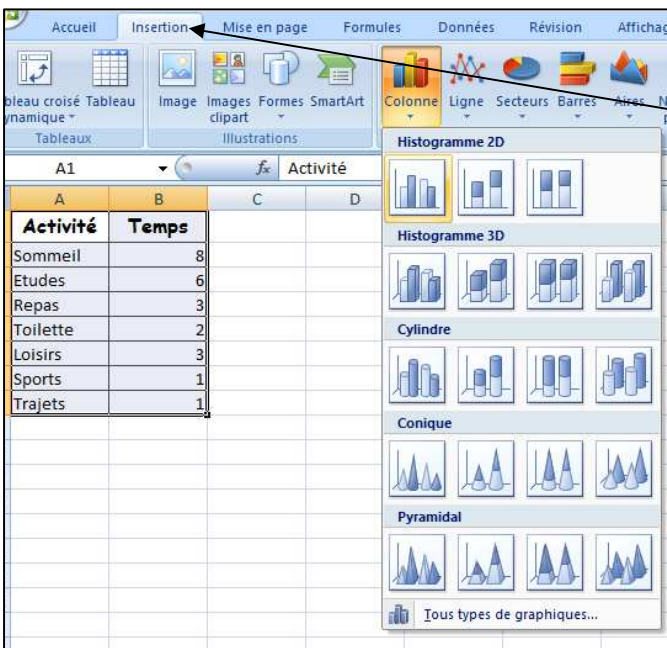 Accueil Insertion Mise en page Formules Données Révision Affichag
bleau croisé Tableau Image Images Formes SmartArt Colonne Ligne Secteurs Barres Aires N
ynamique clipart
Tableaux Illustrations
Histogramme 2D
A1 fx Activité
A B C D
Activité Temps
Histogramme 3D
Sommeil 8
Etudes 6
Repas 3
Toilette 2
Cylindre
Loisirs 3
Sports 1
Trajets 1
Conique
Pyramidal
Tous types de graphiques...